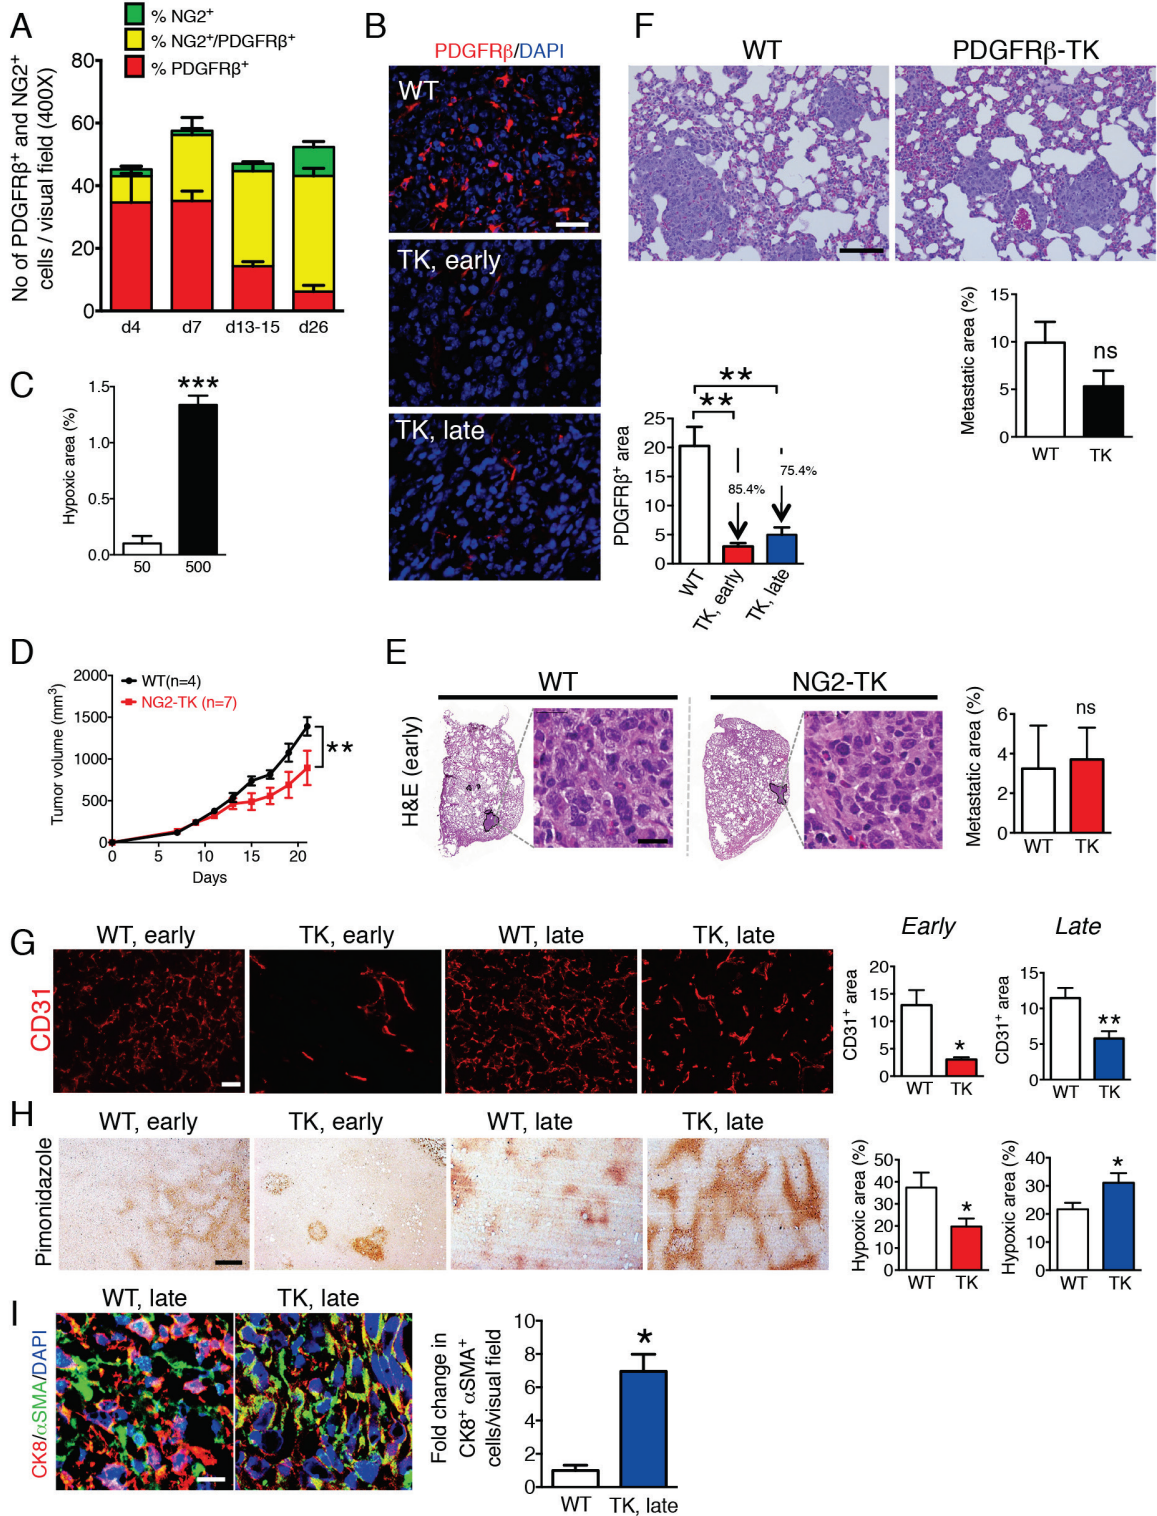 A
% NG2⁺
% NG2⁺/PDGFRβ⁺
% PDGFRβ⁺
No of PDGFRβ⁺ and NG2⁺
cells / visual field (400X)
80
60
40
20
0
d4 d7 d13-15 d26
B
PDGFRβ/DAPI
WT
TK, early
TK, late
PDGFRβ⁺ area
25
20
15
10
5
0
**
**
85.4%
75.4%
WT
TK, early
TK, late
C
Hypoxic area (%)
1.5
1.0
0.5
0.0
***
50 500
D
Tumor volume (mm³)
2000
1500
1000
500
0
WT(n=4)
NG2-TK (n=7)
**
0 5 10 15 20
Days
E
WT
NG2-TK
H&E (early)
Metastatic area (%)
6
4
2
0
ns
WT TK
F
WT
PDGFRβ-TK
Metastatic area (%)
15
10
5
0
ns
WT TK
G
CD31
WT, early
TK, early
WT, late
TK, late
Early
CD31⁺ area
20
15
10
5
0
*
WT TK
Late
CD31⁺ area
15
10
5
0
**
WT TK
H
Pimonidazole
WT, early
TK, early
WT, late
TK, late
Hypoxic area (%)
50
40
30
20
10
0
*
WT TK
Hypoxic area (%)
40
30
20
10
0
*
WT TK
I
CK8/αSMA/DAPI
WT, late
TK, late
Fold change in
CK8⁺ αSMA⁺
cells/visual field
10
8
6
4
2
0
*
WT TK, late